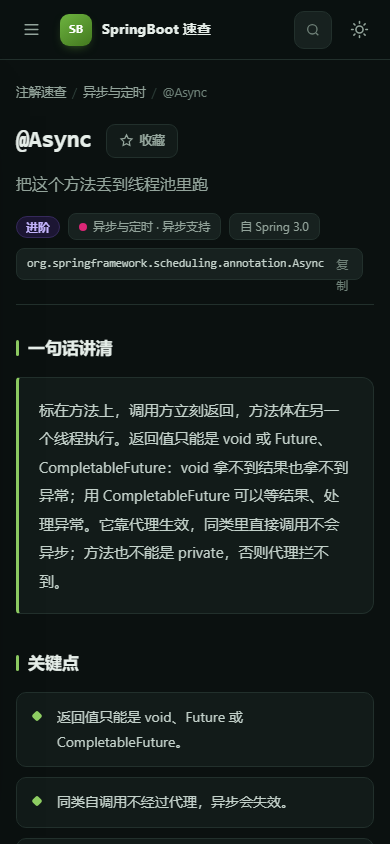 SB
SpringBoot 速查
注解速查 / 异步与定时 / @Async
@Async
收藏
把这个方法丢到线程池里跑
进阶
异步与定时 · 异步支持
自 Spring 3.0
org.springframework.scheduling.annotation.Async
复
制
一句话讲清
标在方法上，调用方立刻返回，方法体在另一
个线程执行。返回值只能是 void 或 Future、
CompletableFuture：void 拿不到结果也拿不到
异常；用 CompletableFuture 可以等结果、处
理异常。它靠代理生效，同类里直接调用不会
异步；方法也不能是 private，否则代理拦不
到。
关键点
返回值只能是 void、Future 或
CompletableFuture。
同类自调用不经过代理，异步会失效。